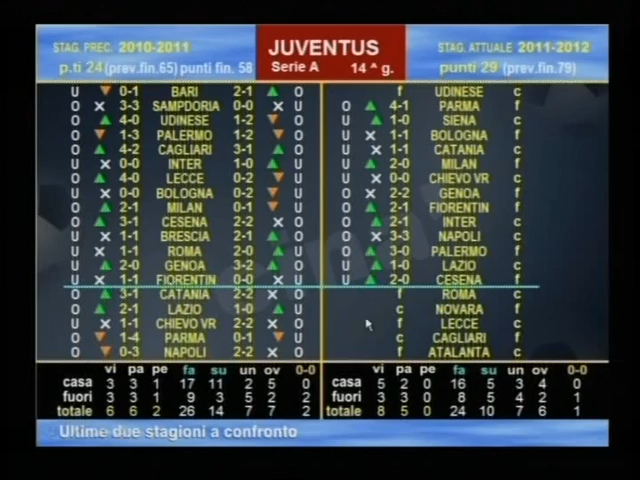 STAG. PREC. 2010-2011 JUVENTUS STAG. ATTUALE 2011-2012
p.ti 24 (prev.fin.65) punti fin. 58 Serie A 14 ^ g. punti 29 (prev.fin.79)
U 0-1 BARI 2-1 O f UDINESE c
O X 3-3 SAMPDORIA 0-0 X U O 4-1 PARMA f
O 4-0 UDINESE 1-2 O U 1-0 SIENA c
O 1-3 PALERMO 1-2 O U X 1-1 BOLOGNA f
O 4-2 CAGLIARI 3-1 O U X 1-1 CATANIA c
U X 0-0 INTER 1-0 U U 2-0 MILAN f
O 4-0 LECCE 0-2 U U X 0-0 CHIEVO VR c
U X 0-0 BOLOGNA 0-2 U O X 2-2 GENOA f
O 2-1 MILAN 0-1 U O 2-1 FIORENTIN f
O 3-1 CESENA 2-2 X O O 2-1 INTER c
U X 1-1 BRESCIA 2-1 O O X 3-3 NAPOLI c
U X 1-1 ROMA 2-0 U O 3-0 PALERMO f
U 2-0 GENOA 3-2 O U 1-0 LAZIO c
U X 1-1 FIORENTIN 0-0 X U U 2-0 CESENA f
O 3-1 CATANIA 2-2 X O f ROMA c
O 2-1 LAZIO 1-0 U c NOVARA f
U X 1-1 CHIEVO VR 2-2 X O f LECCE c
O 1-4 PARMA 0-1 U c CAGLIARI f
O 0-3 NAPOLI 2-2 X O f ATALANTA c
vi pa pe fa su un ov 0-0 vi pa pe fa su un ov 0-0
casa 3 3 1 17 11 2 5 0 casa 5 2 0 16 5 3 4 0
fuori 3 3 1 9 3 5 2 2 fuori 3 3 0 8 5 4 2 1
totale 6 6 2 26 14 7 7 2 totale 8 5 0 24 10 7 6 1
Ultime due stagioni a confronto